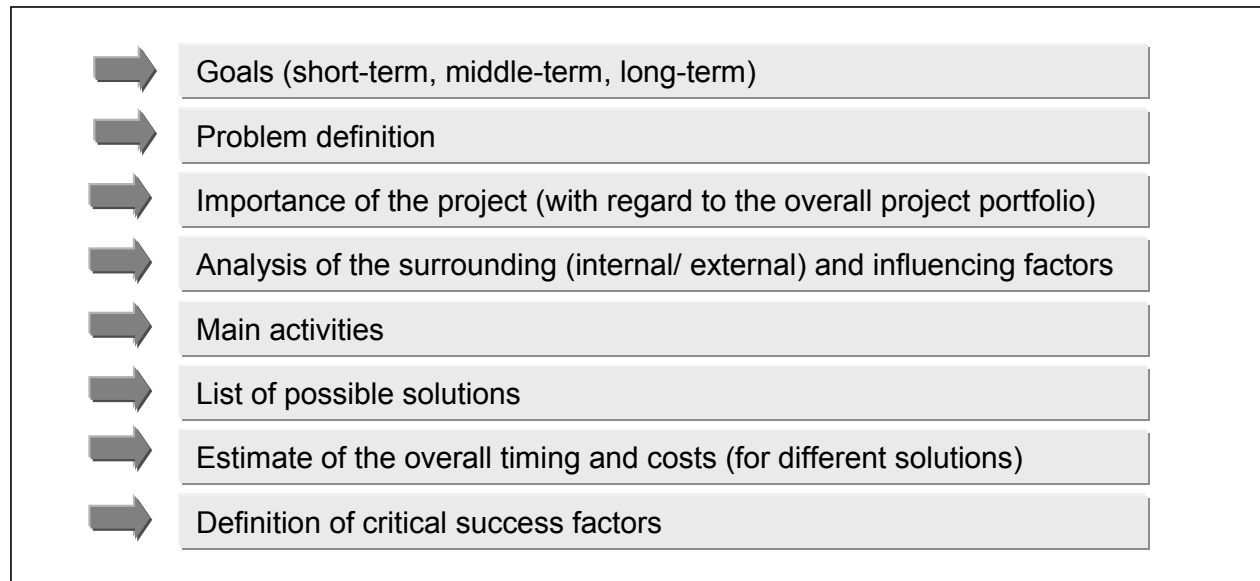 Goals (short-term, middle-term, long-term)
Problem definition
Importance of the project (with regard to the overall project portfolio)
Analysis of the surrounding (internal/ external) and influencing factors
Main activities
List of possible solutions
Estimate of the overall timing and costs (for different solutions)
Definition of critical success factors